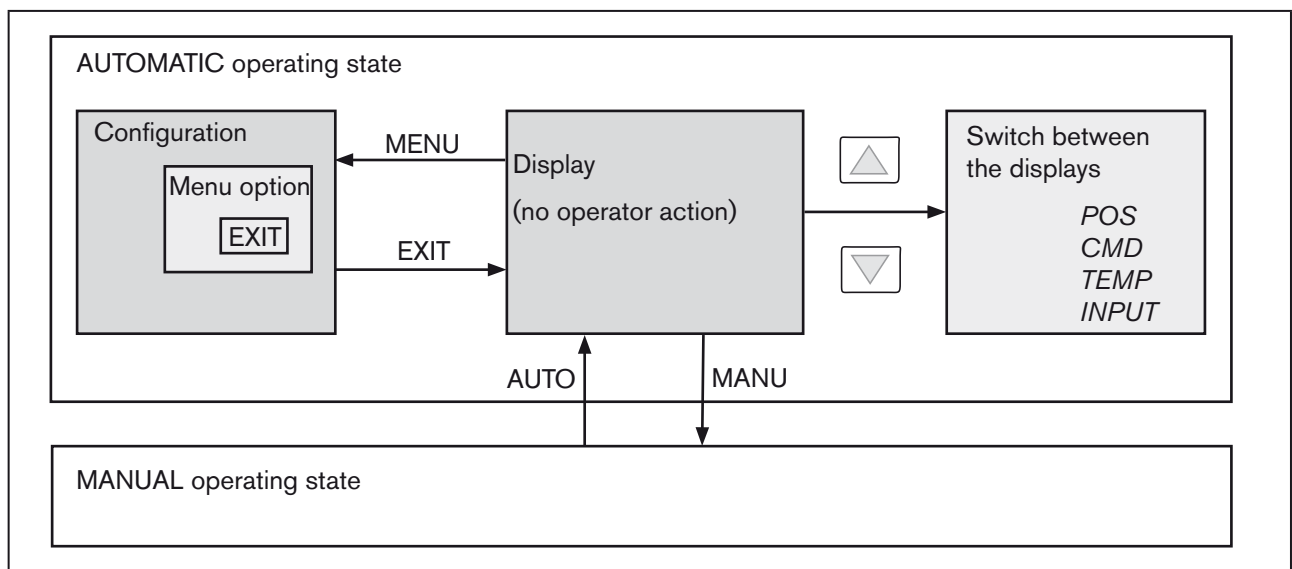 AUTOMATIC operating state
Configuration
Menu option
EXIT
MENU
EXIT
Display
(no operator action)
Switch between
the displays
POS
CMD
TEMP
INPUT
AUTO
MANU
MANUAL operating state